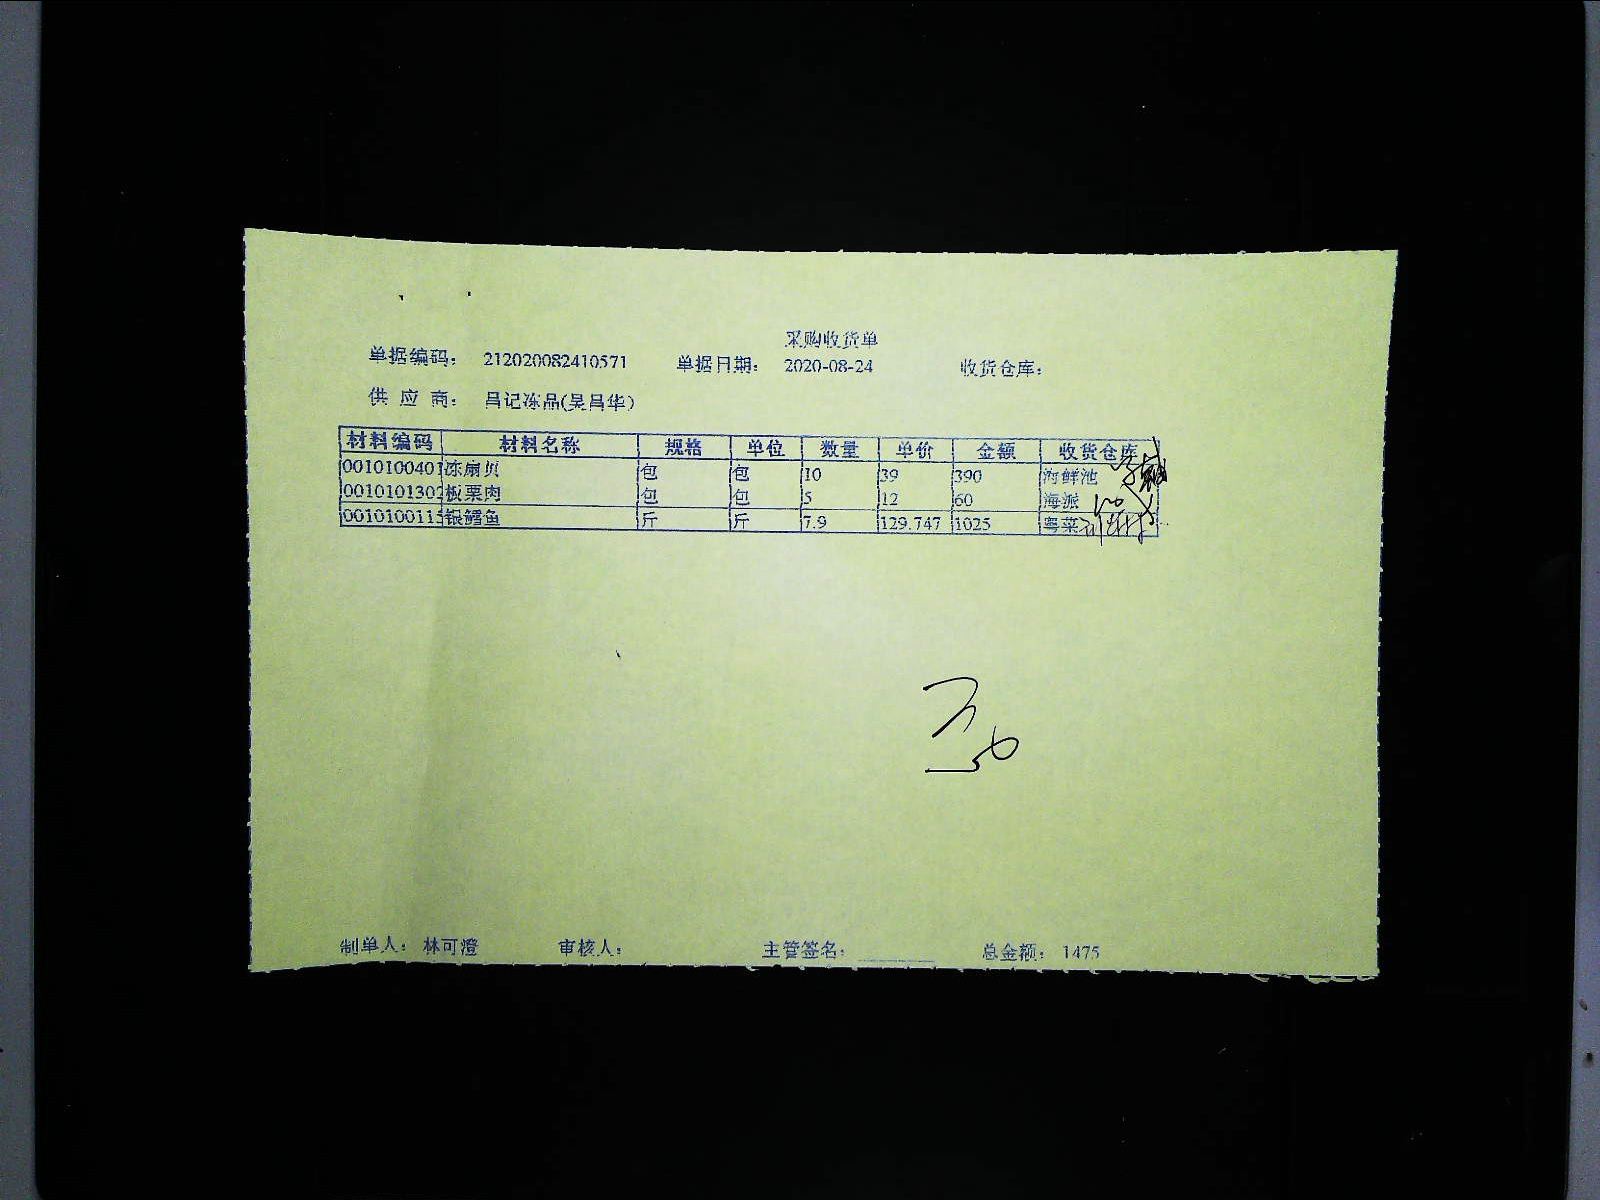 采购收货单
单据编码: 212020082410571 单据日期: 2020-08-24 收货仓库:
供 应 商: 昌记冻品(吴昌华)
材料编码 材料名称 规格 单位 数量 单价 金额 收货仓库
0010100401 冻扇贝 包 包 10 39 390 海鲜池
0010101302 板栗肉 包 包 5 12 60 海派
0010100115 银鳕鱼 斤 斤 7.9 129.747 1025 粤菜
制单人: 林可澄 审核人: 主管签名: 总金额: 1475